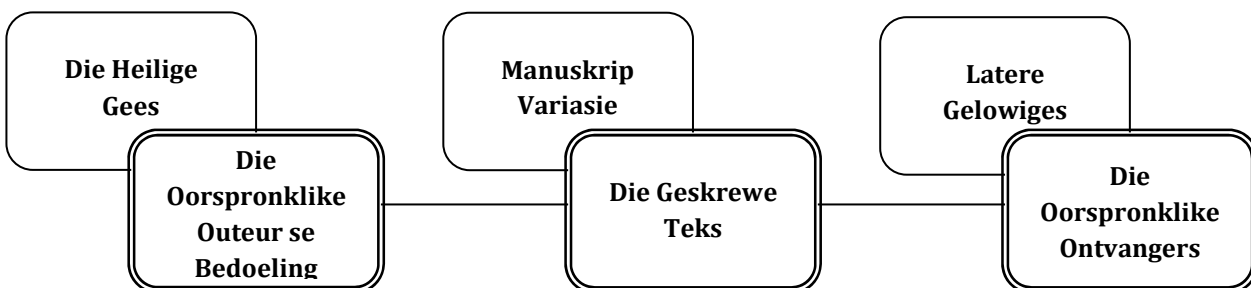 Die Heilige
Gees
Die
Oorspronklike
Outeur se
Bedoeling
Manuskrip
Variasie
Die Geskrewe
Teks
Latere
Gelowiges
Die
Oorspronklike
Ontvangers